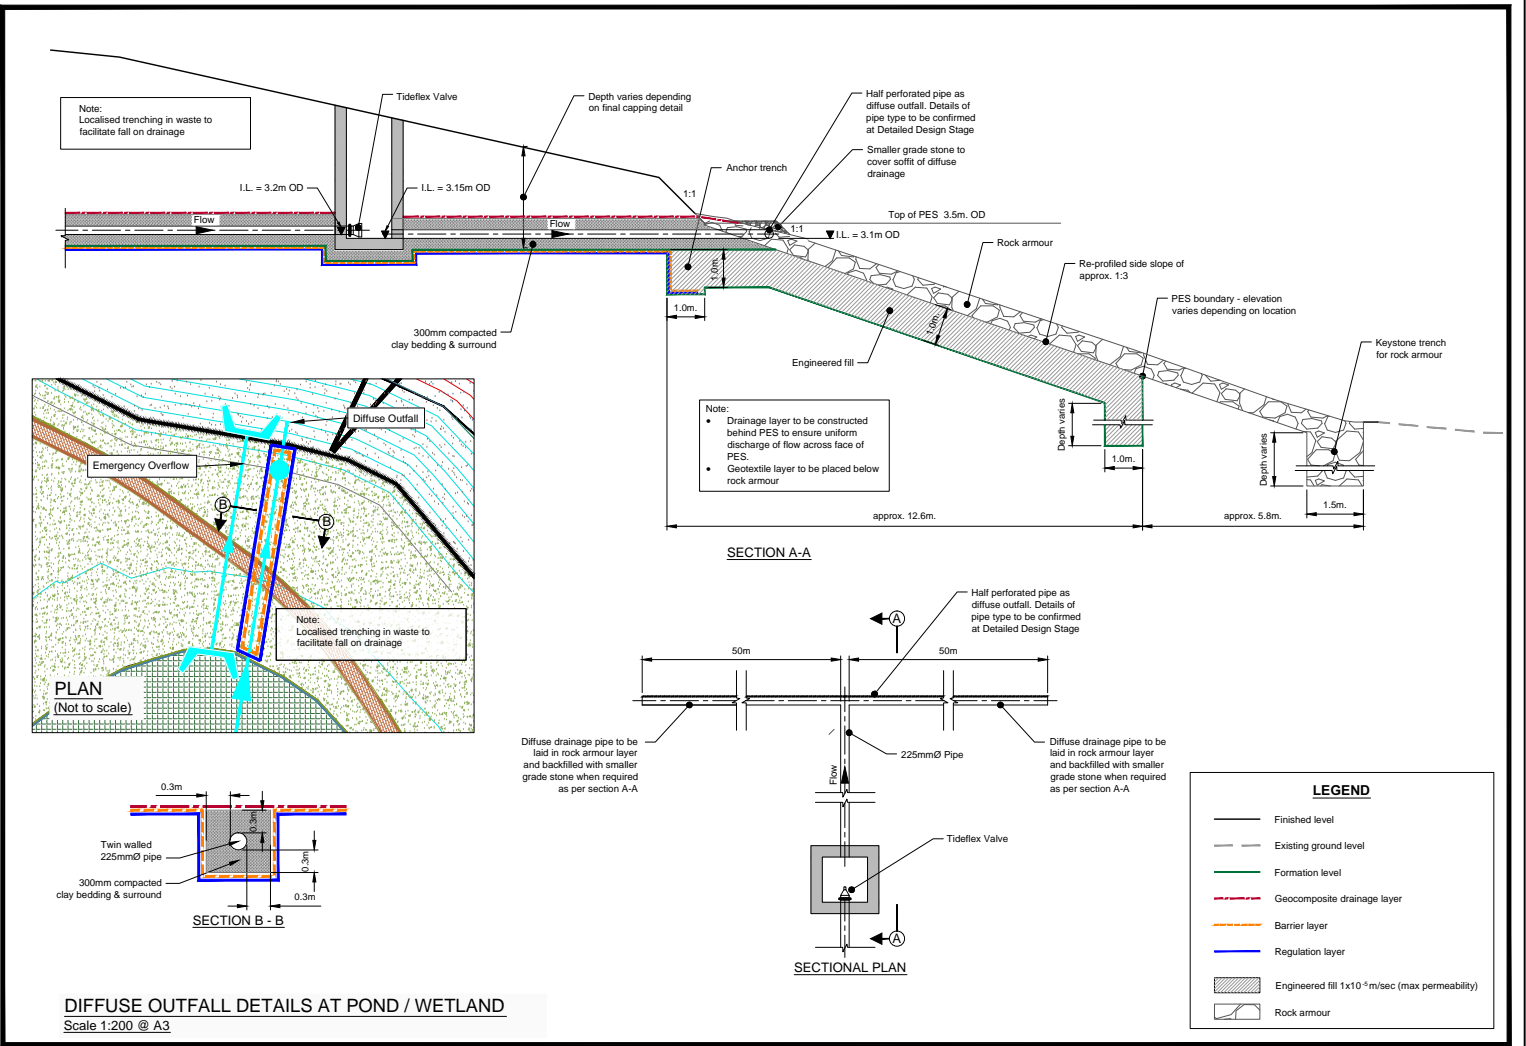 Note:
Localised trenching in waste to
facilitate fall on drainage
Tideflex Valve
Depth varies depending
on final capping detail
Half perforated pipe as
diffuse outfall. Details of
pipe type to be confirmed
at Detailed Design Stage
Smaller grade stone to
cover soffit of diffuse
drainage
Anchor trench
I.L. = 3.2m OD
I.L. = 3.15m OD
1:1
Flow
Flow
Top of PES 3.5m. OD
1:1
I.L. = 3.1m OD
Rock armour
Re-profiled side slope of
approx. 1:3
PES boundary - elevation
varies depending on location
1.0m.
1.0m.
1.0m.
300mm compacted
clay bedding & surround
Engineered fill
Keystone trench
for rock armour
Note:
• Drainage layer to be constructed
behind PES to ensure uniform
discharge of flow across face of
PES.
• Geotextile layer to be placed below
rock armour
Depth varies
1.0m.
Depth varies
1.5m.
approx. 12.6m.
approx. 5.8m.
SECTION A-A
Diffuse Outfall
Emergency Overflow
B
B
Note:
Localised trenching in waste to
facilitate fall on drainage
PLAN
(Not to scale)
Half perforated pipe as
diffuse outfall. Details of
pipe type to be confirmed
at Detailed Design Stage
A
50m
50m
Diffuse drainage pipe to be
laid in rock armour layer
and backfilled with smaller
grade stone when required
as per section A-A
225mmØ Pipe
Diffuse drainage pipe to be
laid in rock armour layer
and backfilled with smaller
grade stone when required
as per section A-A
Flow
Tideflex Valve
A
SECTIONAL PLAN
0.3m
0.3m
Twin walled
225mmØ pipe
0.3m
300mm compacted
clay bedding & surround
0.3m
SECTION B - B
LEGEND
Finished level
Existing ground level
Formation level
Geocomposite drainage layer
Barrier layer
Regulation layer
Engineered fill 1x10⁻⁵m/sec (max permeability)
Rock armour
DIFFUSE OUTFALL DETAILS AT POND / WETLAND
Scale 1:200 @ A3